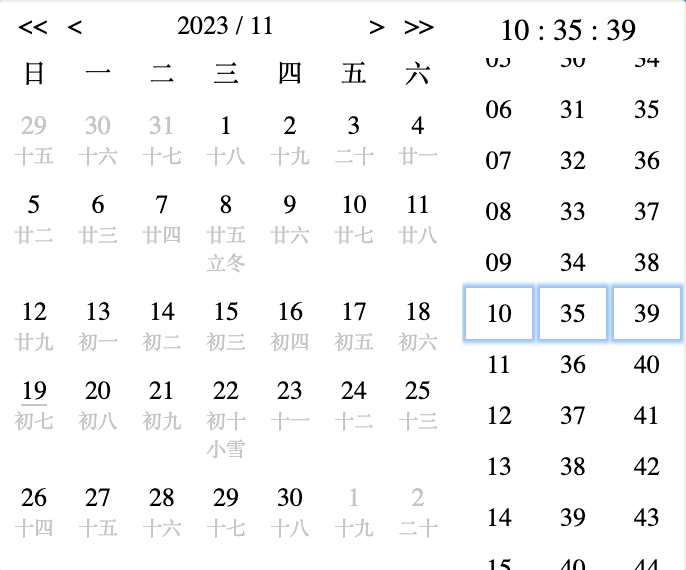 << < 2023 / 11 > >>
日 一 二 三 四 五 六
29 30 31 1 2 3 4
十五 十六 十七 十八 十九 二十 廿一
5 6 7 8 9 10 11
廿二 廿三 廿四 廿五 廿六 廿七 廿八
立冬
12 13 14 15 16 17 18
廿九 初一 初二 初三 初四 初五 初六
19 20 21 22 23 24 25
初七 初八 初九 初十 十一 十二 十三
小雪
26 27 28 29 30 1 2
十四 十五 十六 十七 十八 十九 二十
10 : 35 : 39
05 30 34
06 31 35
07 32 36
08 33 37
09 34 38
10 35 39
11 36 40
12 37 41
13 38 42
14 39 43
15 40 44